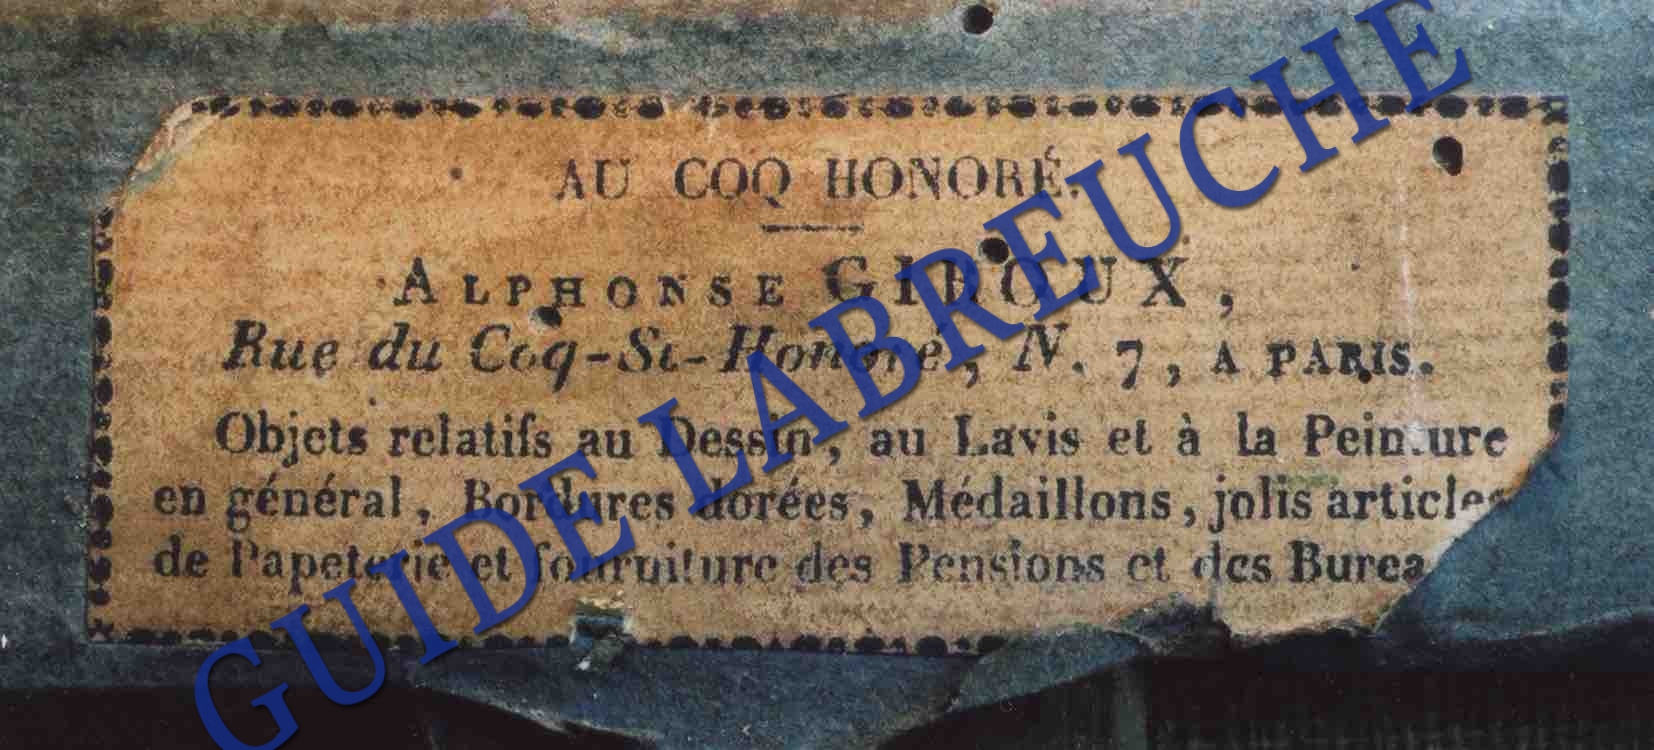 AU COQ HONORÉ.
ALPHONSE GIROUX,
Rue du Coq-St-Honoré, N. 7, A PARIS.
Objets relatifs au Dessin, au Lavis et à la Peinture
en général, Bordures dorées, Médaillons, jolis articles
de Papeterie et fourniture des Pensions et des Burea
GUIDE LABREUCHE